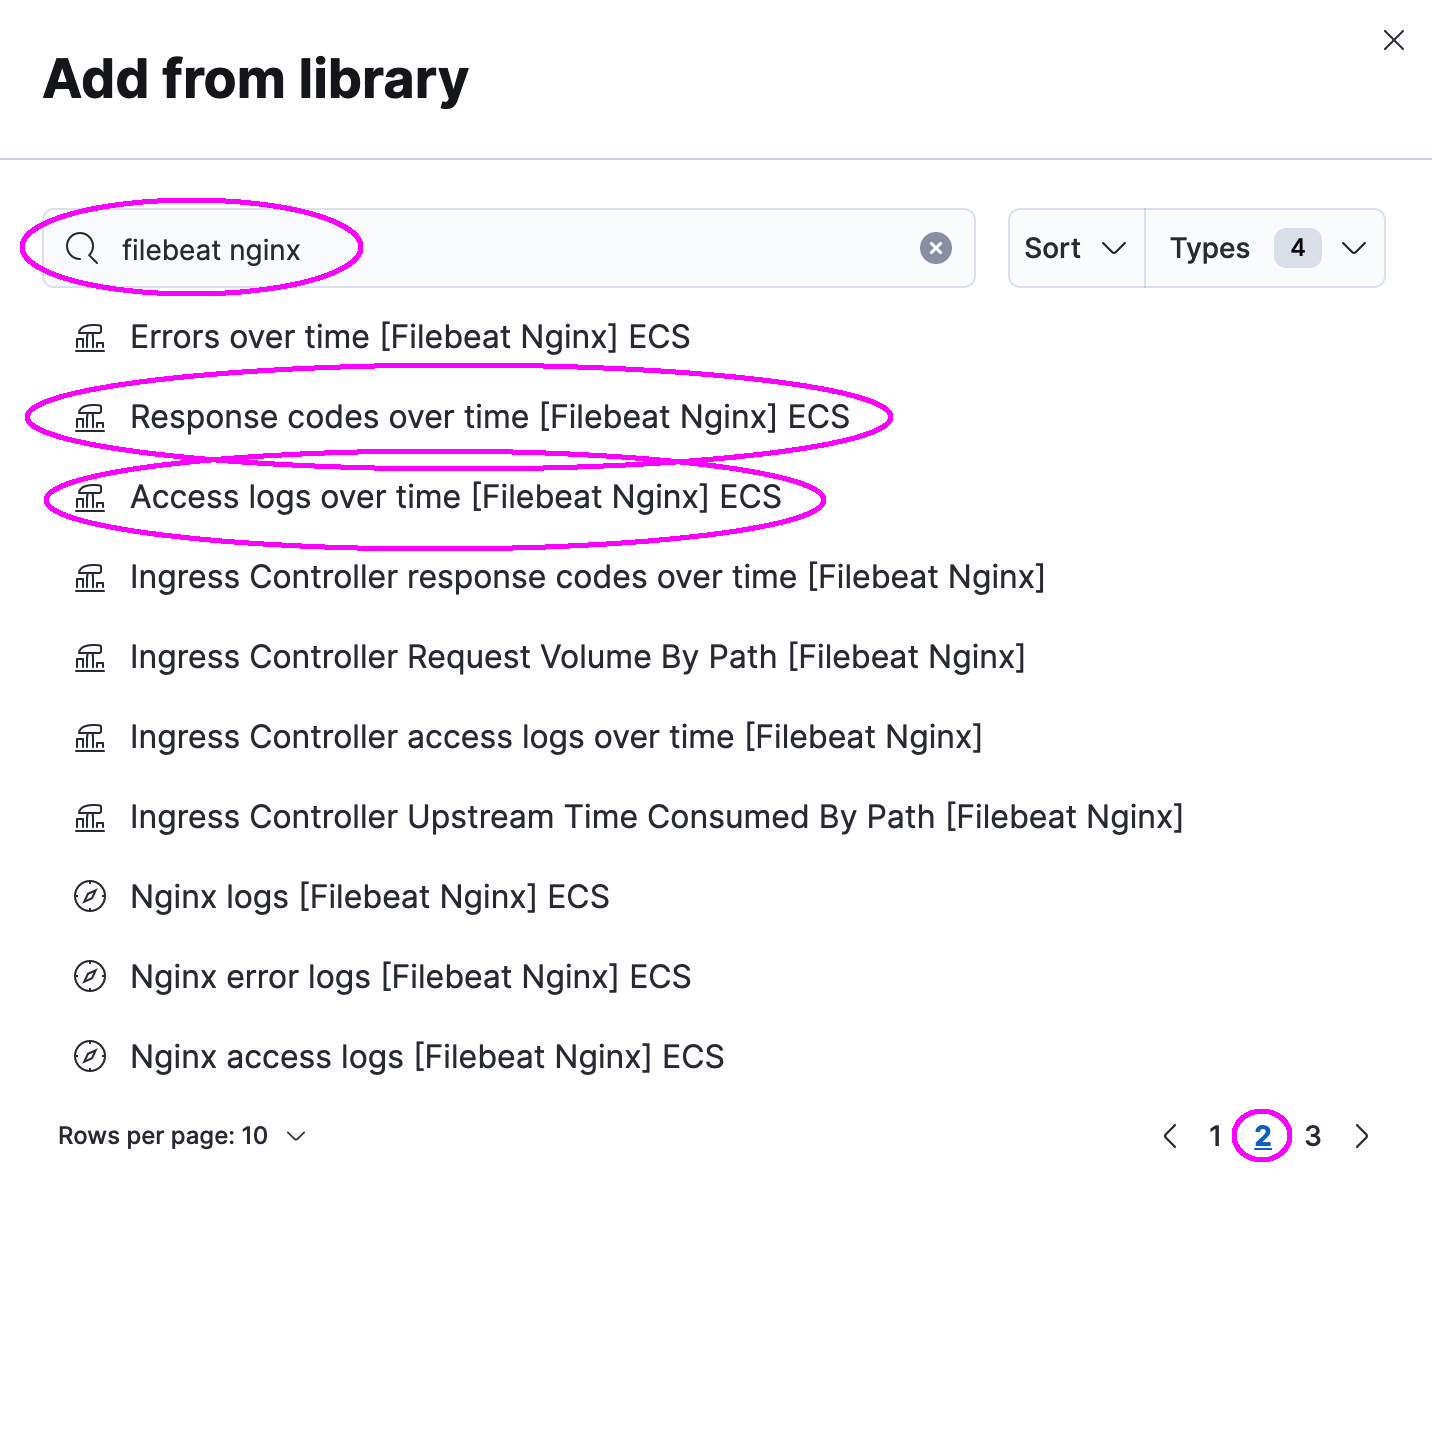 Add from library
filebeat nginx
Sort
Types 4
Errors over time [Filebeat Nginx] ECS
Response codes over time [Filebeat Nginx] ECS
Access logs over time [Filebeat Nginx] ECS
Ingress Controller response codes over time [Filebeat Nginx]
Ingress Controller Request Volume By Path [Filebeat Nginx]
Ingress Controller access logs over time [Filebeat Nginx]
Ingress Controller Upstream Time Consumed By Path [Filebeat Nginx]
Nginx logs [Filebeat Nginx] ECS
Nginx error logs [Filebeat Nginx] ECS
Nginx access logs [Filebeat Nginx] ECS
Rows per page: 10
1 2 3